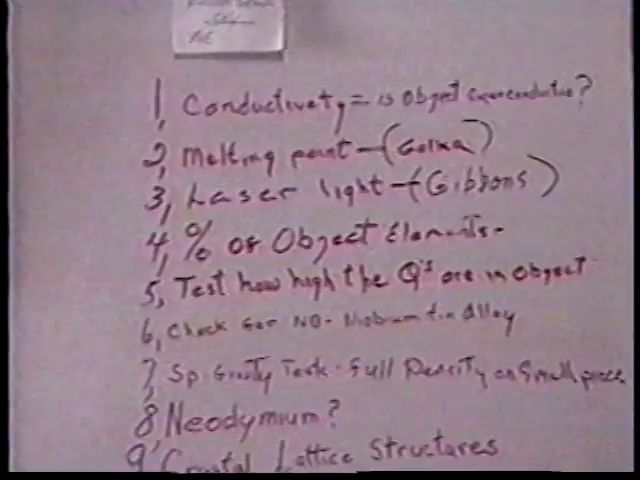 1, Conductivety = is Object superconductive?
2, Melting point - (Golka)
3, Laser light - (Gibbons)
4, % of Object Elements -
5, Test how high the Q's are in object
6, Check for NO- Niobium tin Alloy
7, Sp. Gravity Test - Full Density on Small piece
8 Neodymium?
9, Crystal Lattice Structures